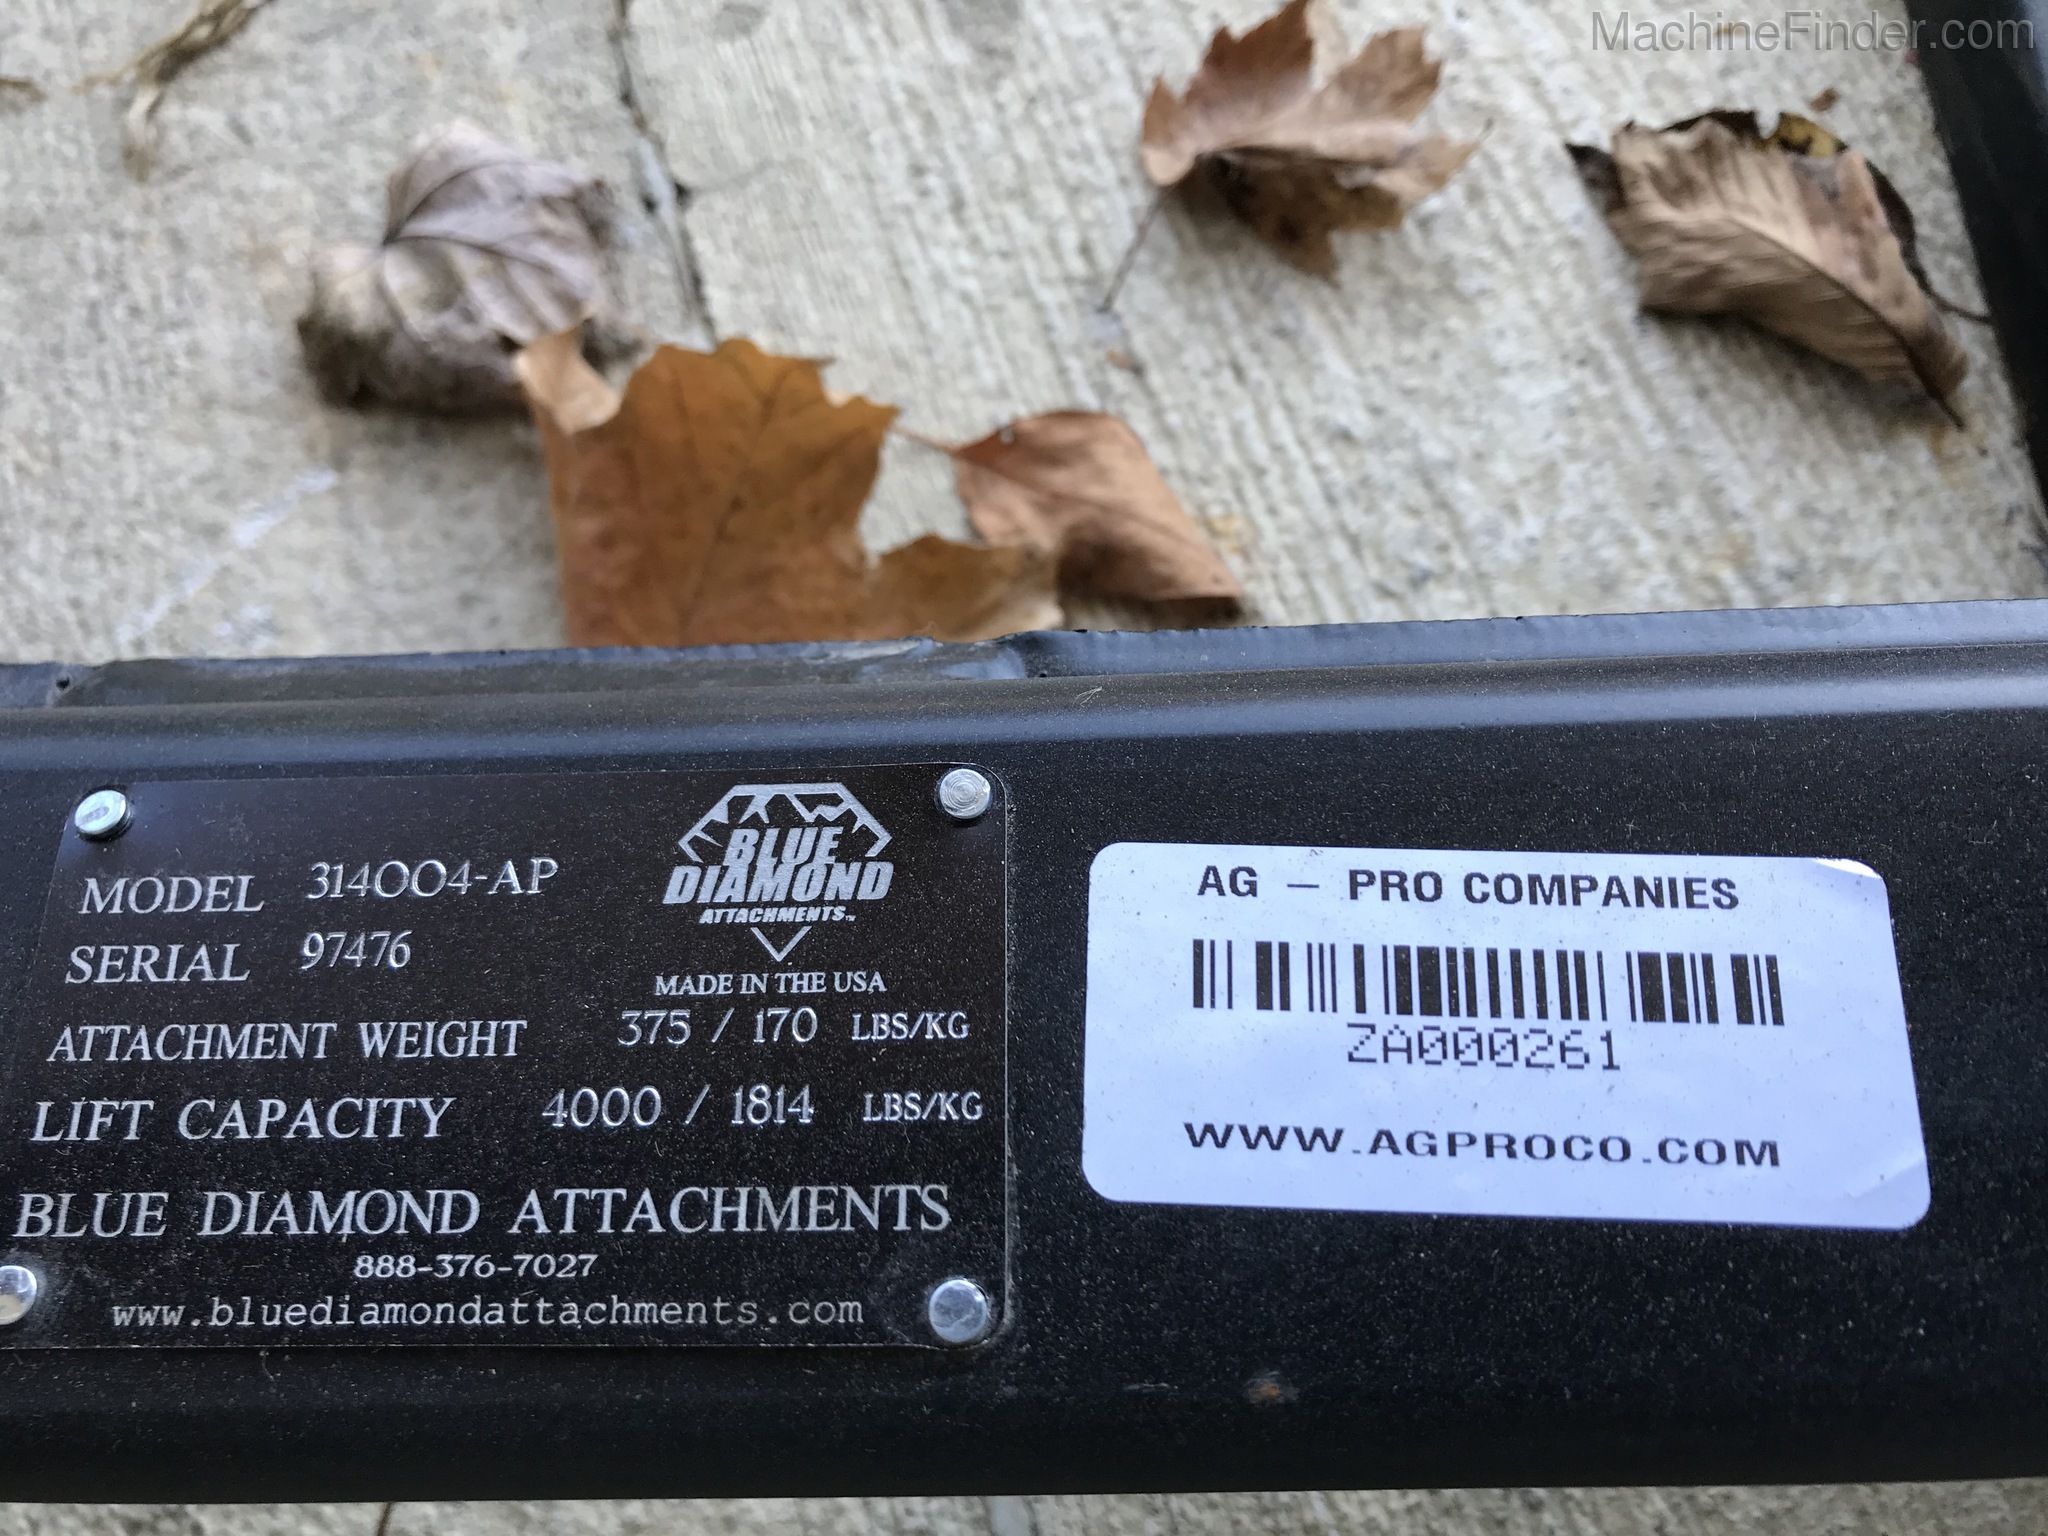 MachineFinder.com
MODEL 314004-AP
SERIAL 97476
BLUE
DIAMOND
ATTACHMENTS™
MADE IN THE USA
ATTACHMENT WEIGHT 375 / 170 LBS/KG
LIFT CAPACITY 4000 / 1814 LBS/KG
BLUE DIAMOND ATTACHMENTS
888-376-7027
www.bluediamondattachments.com
AG - PRO COMPANIES
ZA000261
WWW.AGPROCO.COM